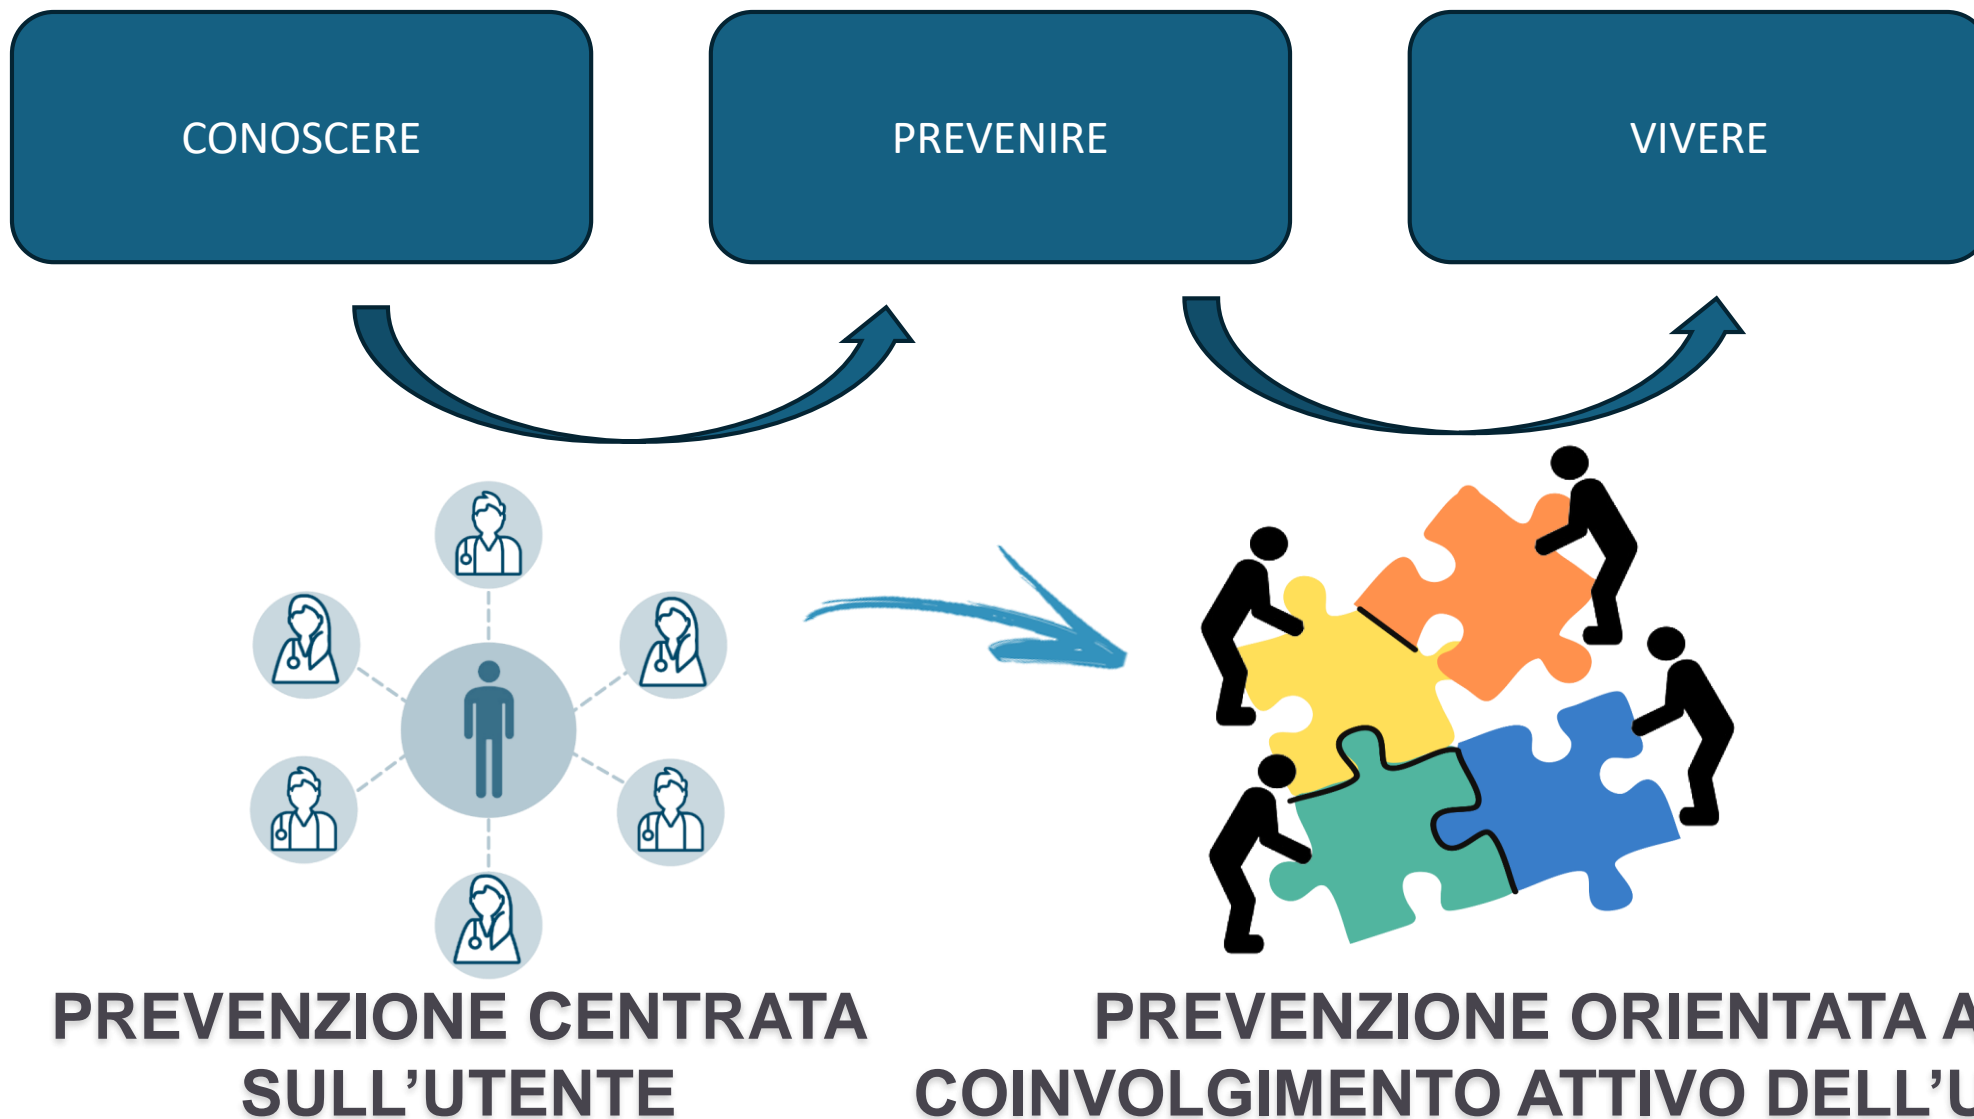 CONOSCERE
PREVENIRE
VIVERE
PREVENZIONE CENTRATA
SULL’UTENTE
PREVENZIONE ORIENTATA
COINVOLGIMENTO ATTIVO